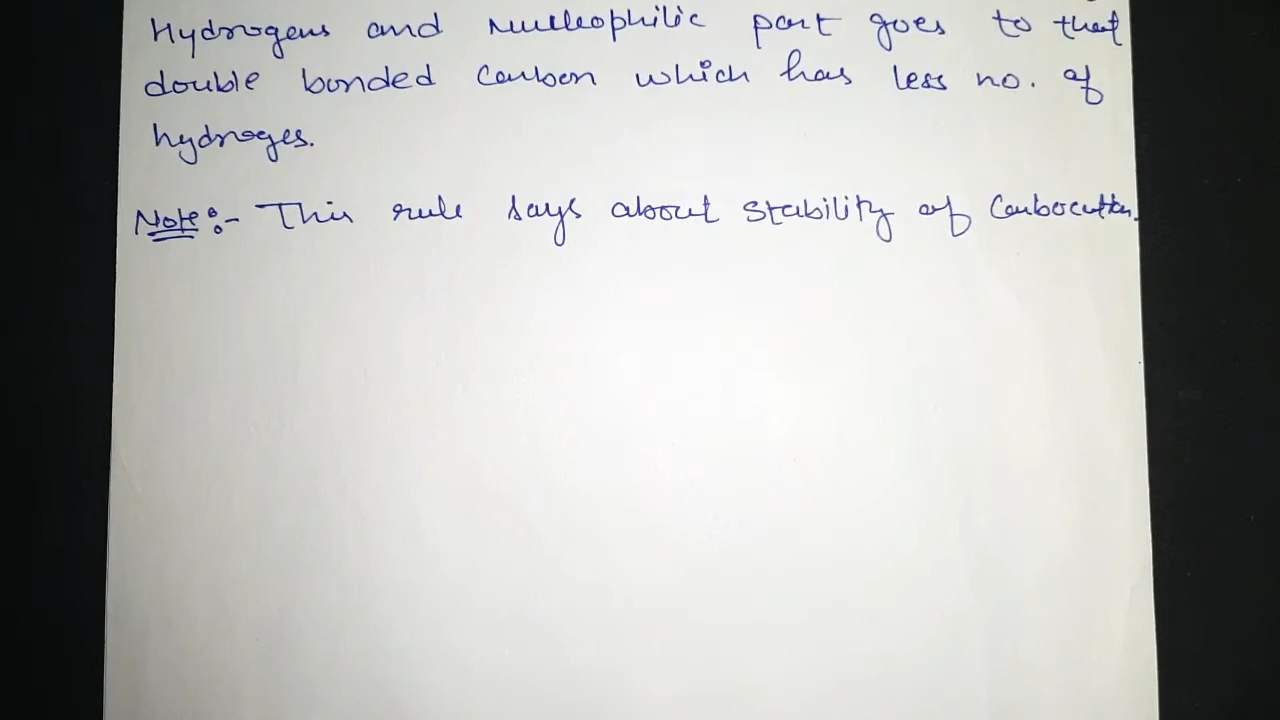 Hydrogens and nucleophilic part goes to that
double bonded carbon which has less no. of
hydroges.
Note:- This rule says about stability of Carbocation.